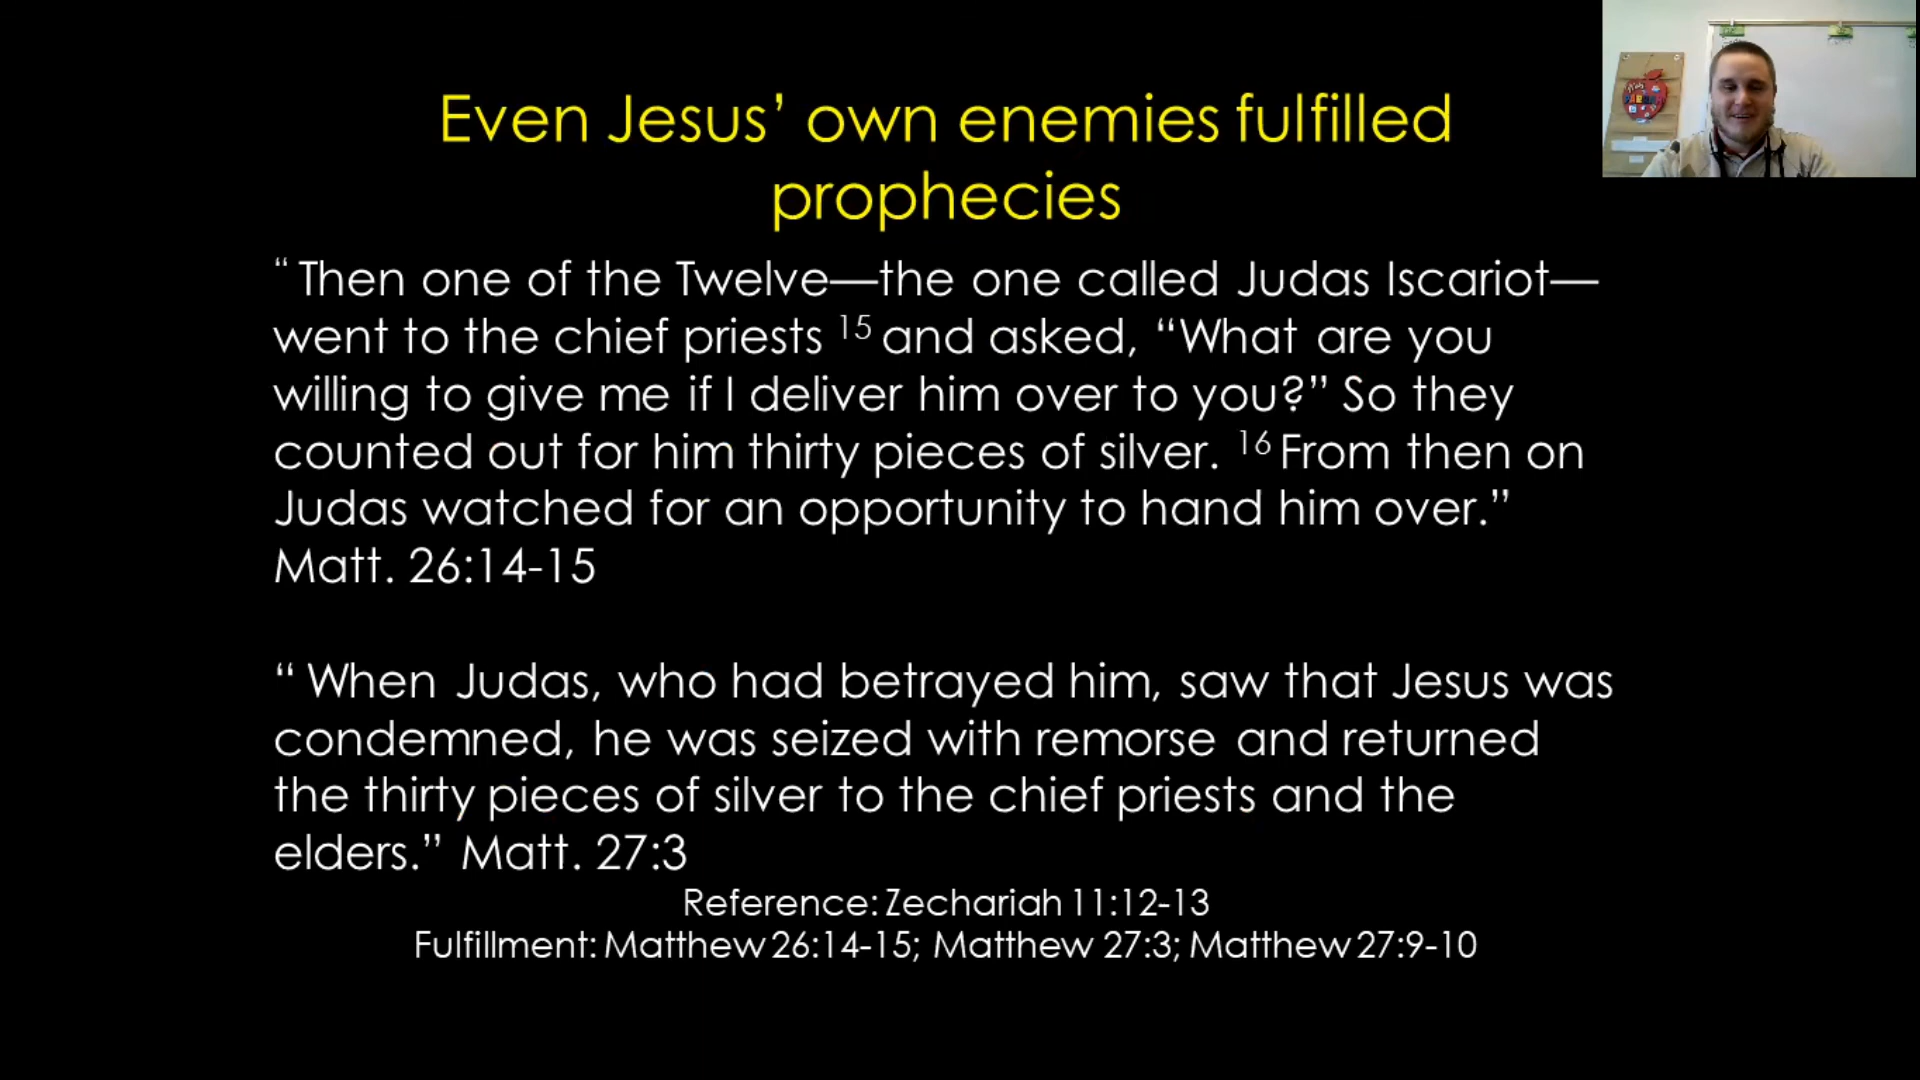 Even Jesus’ own enemies fulfilled
prophecies
“ Then one of the Twelve—the one called Judas Iscariot—
went to the chief priests 15 and asked, “What are you
willing to give me if I deliver him over to you?” So they
counted out for him thirty pieces of silver. 16 From then on
Judas watched for an opportunity to hand him over.”
Matt. 26:14-15
“ When Judas, who had betrayed him, saw that Jesus was
condemned, he was seized with remorse and returned
the thirty pieces of silver to the chief priests and the
elders.” Matt. 27:3
Reference: Zechariah 11:12-13
Fulfillment: Matthew 26:14-15; Matthew 27:3; Matthew 27:9-10